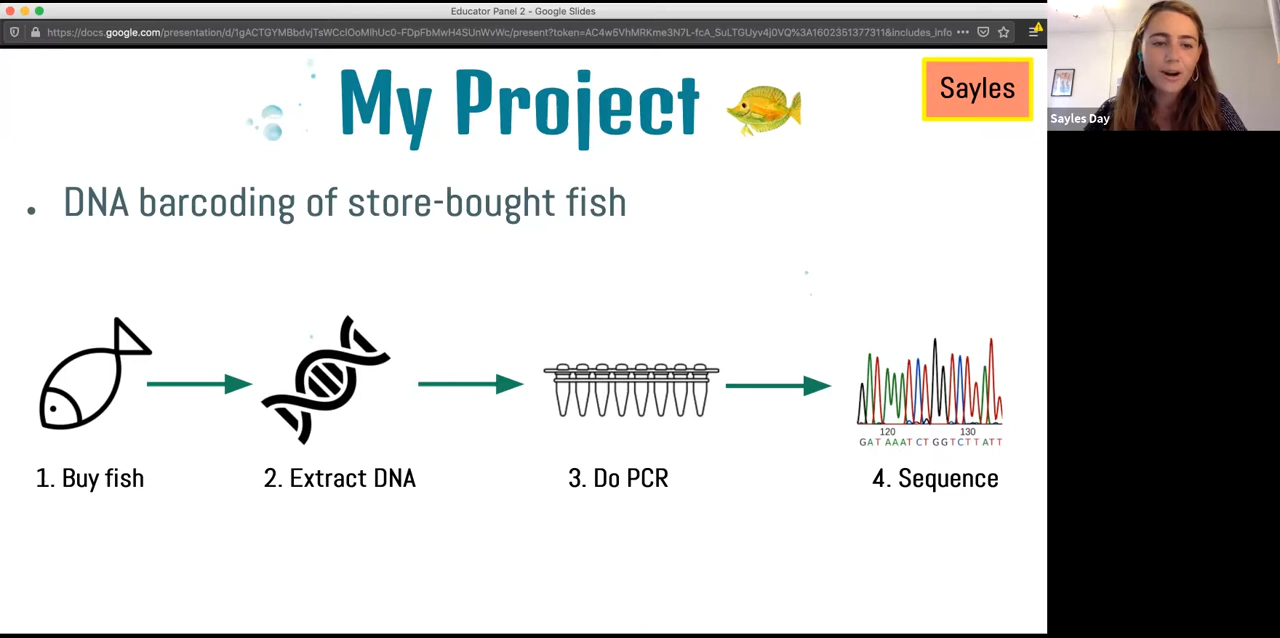 Educator Panel 2 - Google Slides
https://docs.google.com/presentation/d/1gACTGYMBbdvjTsWCclOoMlhUc0-FDpFbMwH4SUnWvWc/present?token=AC4w5VhMRKme3N7L-fcA_SuLTGUyv4j0VQ%3A1602351377311&includes_info
My Project
Sayles
Sayles Day
• DNA barcoding of store-bought fish
120 130
GAT AAAT CT GGTCTT ATT
1. Buy fish
2. Extract DNA
3. Do PCR
4. Sequence